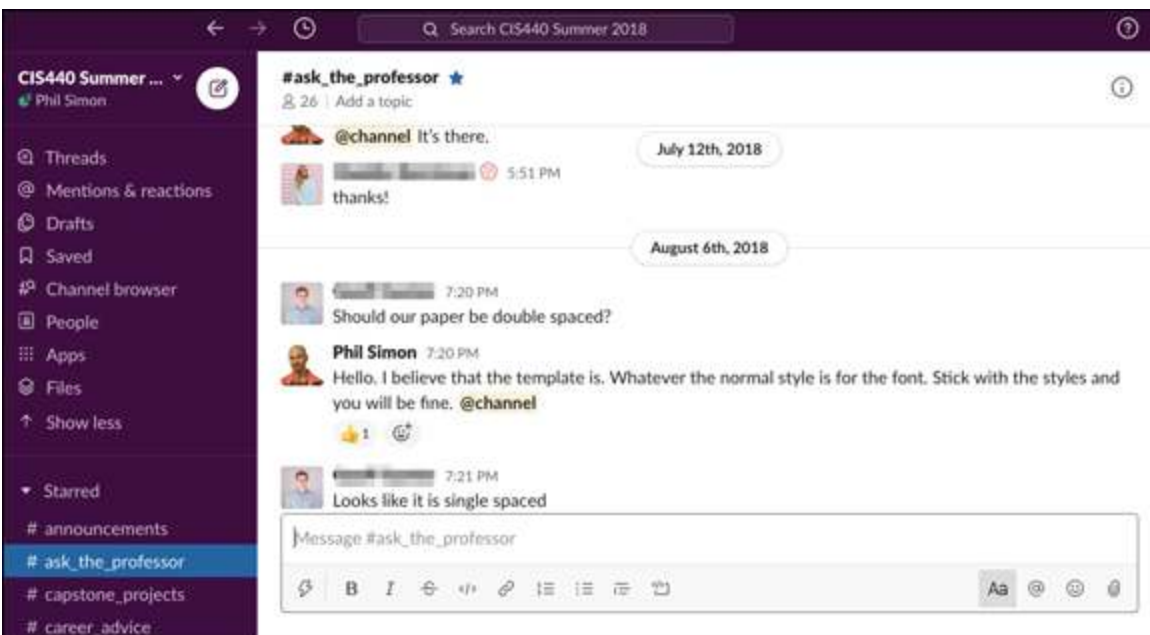 Search CIS440 Summer 2018
CIS440 Summer ...
Phil Simon
Threads
Mentions & reactions
Drafts
Saved
Channel browser
People
Apps
Files
Show less
Starred
# announcements
# ask_the_professor
# capstone_projects
# career_advice
#ask_the_professor
26 | Add a topic
@channel It's there.
July 12th, 2018
5:51 PM
thanks!
August 6th, 2018
7:20 PM
Should our paper be double spaced?
Phil Simon 7:20 PM
Hello. I believe that the template is. Whatever the normal style is for the font. Stick with the styles and
you will be fine. @channel
1
7:21 PM
Looks like it is single spaced
Message #ask_the_professor
B I S </>
Aa @